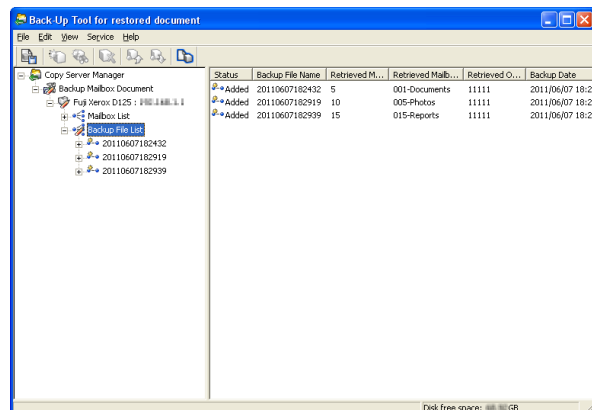 Back-Up Tool for restored document
File Edit View Service Help
Copy Server Manager
Backup Mailbox Document
Fuji Xerox D125 :
Mailbox List
Backup File List
20110607182432
20110607182919
20110607182939
Status Backup File Name Retrieved M... Retrieved Mailb... Retrieved O... Backup Date
Added 20110607182432 5 001-Documents 11111 2011/06/07 18:2
Added 20110607182919 10 005-Photos 11111 2011/06/07 18:2
Added 20110607182939 15 015-Reports 11111 2011/06/07 18:2
Disk free space: GB